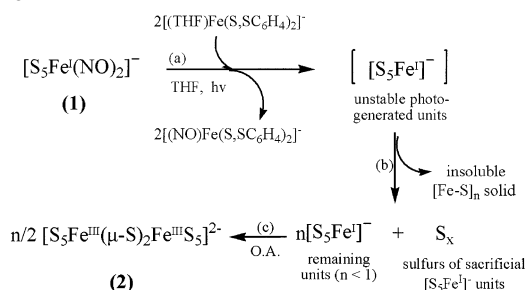 2[(THF)Fe(S,SC6H4)2]-
[S5FeI(NO)2]−
(a)
[ [S5FeI]− ]
(1)
THF, hν
unstable photo-
generated units
2[(NO)Fe(S,SC6H4)2]-
(b)
insoluble
[Fe-S]n solid
n/2 [S5FeIII(μ-S)2FeIIIS5]2-
(c)
n[S5FeI]− + Sx
O.A.
remaining
units (n < 1)
sulfurs of sacrificial
[S5FeI]- units
(2)